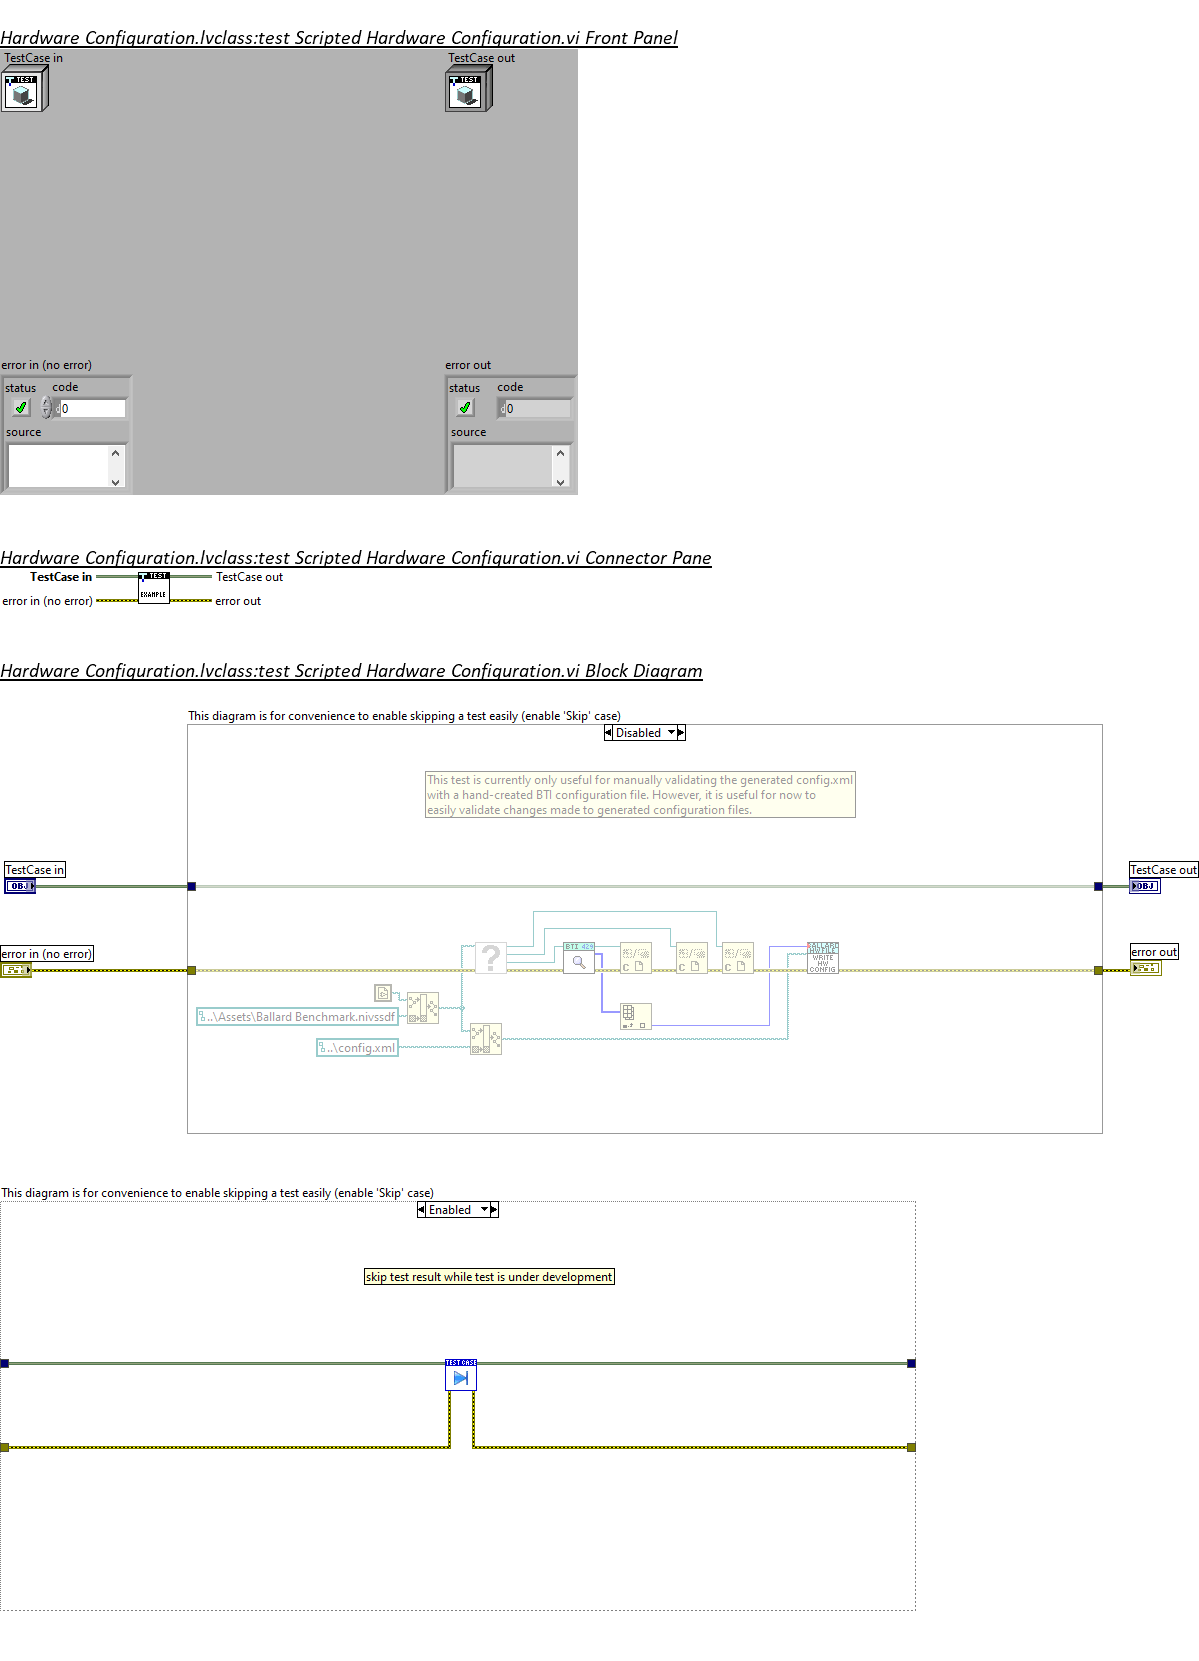 Hardware Configuration.lvclass:test Scripted Hardware Configuration.vi Front Panel
TestCase in
TestCase out
TEST
TEST
error in (no error)
error out
status
code
status
code
d
0
d
0
source
source
Hardware Configuration.lvclass:test Scripted Hardware Configuration.vi Connector Pane
TestCase in
TEST
TestCase out
error in (no error)
EXAMPLE
error out
Hardware Configuration.lvclass:test Scripted Hardware Configuration.vi Block Diagram
This diagram is for convenience to enable skipping a test easily (enable 'Skip' case)
Disabled
This test is currently only useful for manually validating the generated config.xml
with a hand-created BTI configuration file. However, it is useful for now to
easily validate changes made to generated configuration files.
TestCase in
TestCase out
OBJ
OBJ
error in (no error)
error out
?
BTI 429
C
C
C
BALLARD
HW FILE
WRITE
HW
CONFIG
..\Assets\Ballard Benchmark.nivssdf
..\config.xml
This diagram is for convenience to enable skipping a test easily (enable 'Skip' case)
Enabled
skip test result while test is under development
TEST CASE